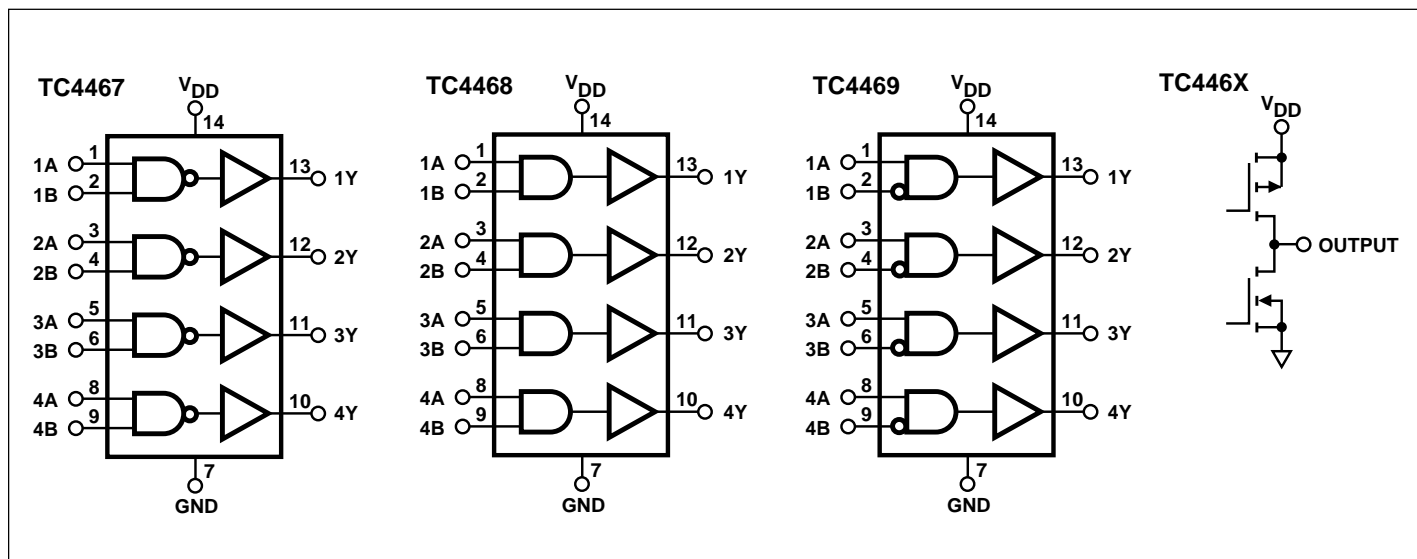 TC4467
VDD
14
1A 1 13 1Y
1B 2
2A 3 12 2Y
2B 4
3A 5 11 3Y
3B 6
4A 8 10 4Y
4B 9
7
GND
TC4468
VDD
14
1A 1 13 1Y
1B 2
2A 3 12 2Y
2B 4
3A 5 11 3Y
3B 6
4A 8 10 4Y
4B 9
7
GND
TC4469
VDD
14
1A 1 13 1Y
1B 2
2A 3 12 2Y
2B 4
3A 5 11 3Y
3B 6
4A 8 10 4Y
4B 9
7
GND
TC446X
VDD
OUTPUT